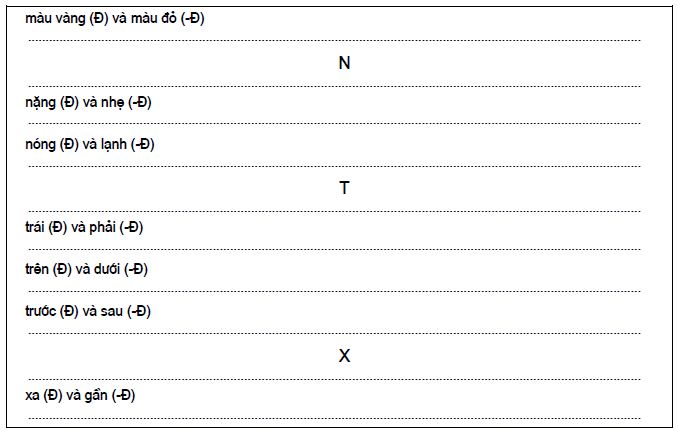 màu vàng (Đ) và màu đỏ (-Đ)
N
nặng (Đ) và nhẹ (-Đ)
nóng (Đ) và lạnh (-Đ)
T
trái (Đ) và phải (-Đ)
trên (Đ) và dưới (-Đ)
trước (Đ) và sau (-Đ)
X
xa (Đ) và gần (-Đ)